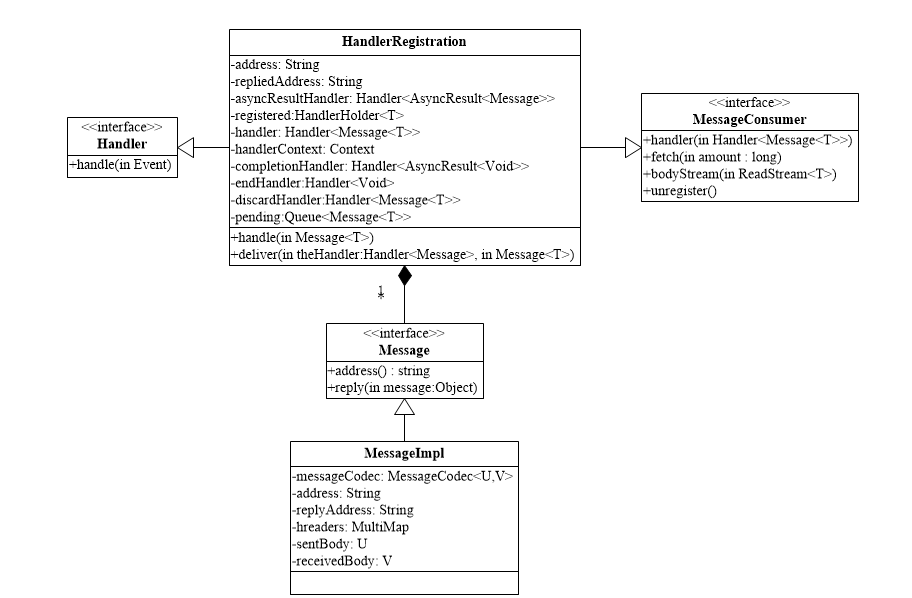 HandlerRegistration
-address: String
-repliedAddress: String
-asyncResultHandler: Handler<AsyncResult<Message>>
-registered:HandlerHolder<T>
-handler: Handler<Message<T>>
-handlerContext: Context
-completionHandler: Handler<AsyncResult<Void>>
-endHandler:Handler<Void>
-discardHandler:Handler<Message<T>>
-pending:Queue<Message<T>>
+handle(in Message<T>)
+deliver(in theHandler:Handler<Message>, in Message<T>)
<<interface>>
Handler
+handle(in Event)
<<interface>>
MessageConsumer
+handler(in Handler<Message<T>>)
+fetch(in amount : long)
+bodyStream(in ReadStream<T>)
+unregister()
1
*
<<interface>>
Message
+address() : string
+reply(in message:Object)
MessageImpl
-messageCodec: MessageCodec<U,V>
-address: String
-replyAddress: String
-hreaders: MultiMap
-sentBody: U
-receivedBody: V